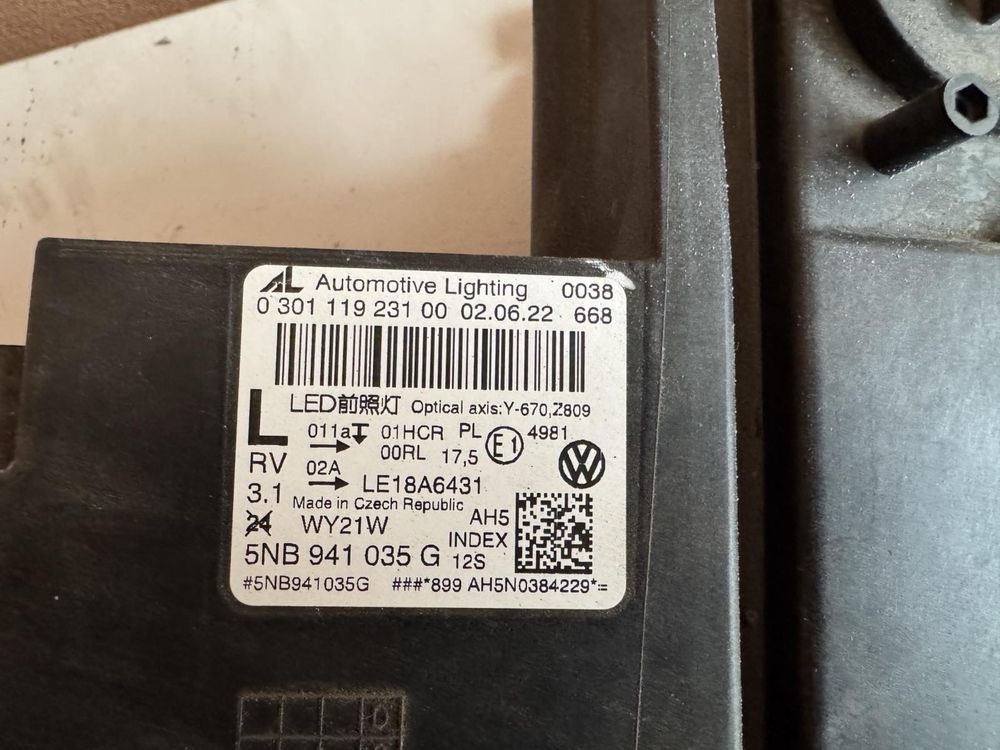 AL Automotive Lighting 0038
0 301 119 231 00 02.06.22 668
LED前照灯 Optical axis:Y-670,Z809
L 011a 01HCR PL E1 4981
00RL 17,5
RV 02A LE18A6431
3.1 Made in Czech Republic
24 WY21W AH5
INDEX
5NB 941 035 G 12S
#5NB941035G ###*899 AH5N0384229*=